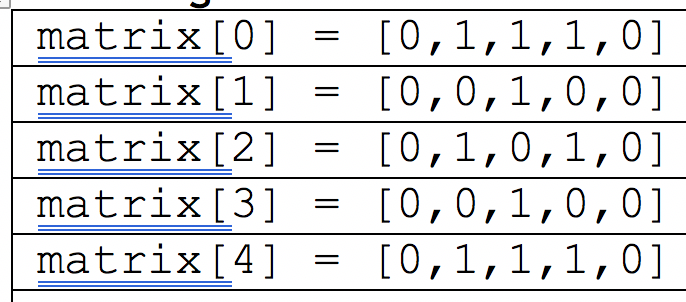 matrix[0] = [0,1,1,1,0]
matrix[1] = [0,0,1,0,0]
matrix[2] = [0,1,0,1,0]
matrix[3] = [0,0,1,0,0]
matrix[4] = [0,1,1,1,0]